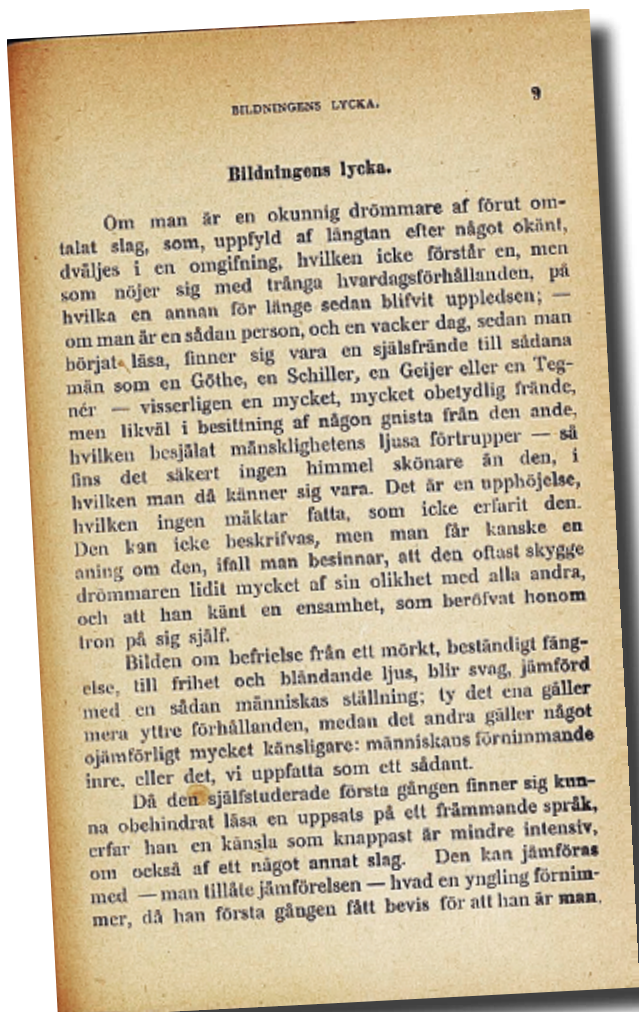 BILDNINGENS LYCKA.
9
Bildningens lycka.
Om man är en okunnig drömmare af förut om-
talat slag, som, uppfyld af längtan efter något okänt,
dväljes i en omgifning, hvilken icke förstår en, men
som nöjer sig med trånga hvardagsförhållanden, på
hvilka en annan för länge sedan blifvit uppledsen; —
om man är en sådan person, och en vacker dag, sedan man
börjat läsa, finner sig vara en själsfrände till sådana
män som en Göthe, en Schiller, en Geijer eller en Teg-
nér — visserligen en mycket, mycket obetydlig frände,
men likväl i besittning af någon gnista från den ande,
hvilken besjälat mänsklighetens ljusa förtrupper — så
fins det säkert ingen himmel skönare än den, i
hvilken man då känner sig vara. Det är en upphöjelse,
hvilken ingen mäktar fatta, som icke erfarit den.
Den kan icke beskrifvas, men man får kanske en
aning om den, ifall man besinnar, att den oftast skygge
drömmaren lidit mycket af sin olikhet med alla andra,
och att han känt en ensamhet, som beröfvat honom
tron på sig själf.
Bilden om befrielse från ett mörkt, beständigt fäng-
else, till frihet och bländande ljus, blir svag, jämförd
med en sådan människas ställning; ty det ena gäller
mera yttre förhållanden, medan det andra gäller något
ojämförligt mycket känsligare: människans förnimmande
inre, eller det, vi uppfatta som ett sådant.
Då den själfstuderade första gången finner sig kun-
na obehindrat läsa en uppsats på ett främmande språk,
erfar han en känsla som knappast är mindre intensiv,
om också af ett något annat slag. Den kan jämföras
med — man tillåte jämförelsen — hvad en yngling förnim-
mer, då han första gången fått bevis för att han är man.